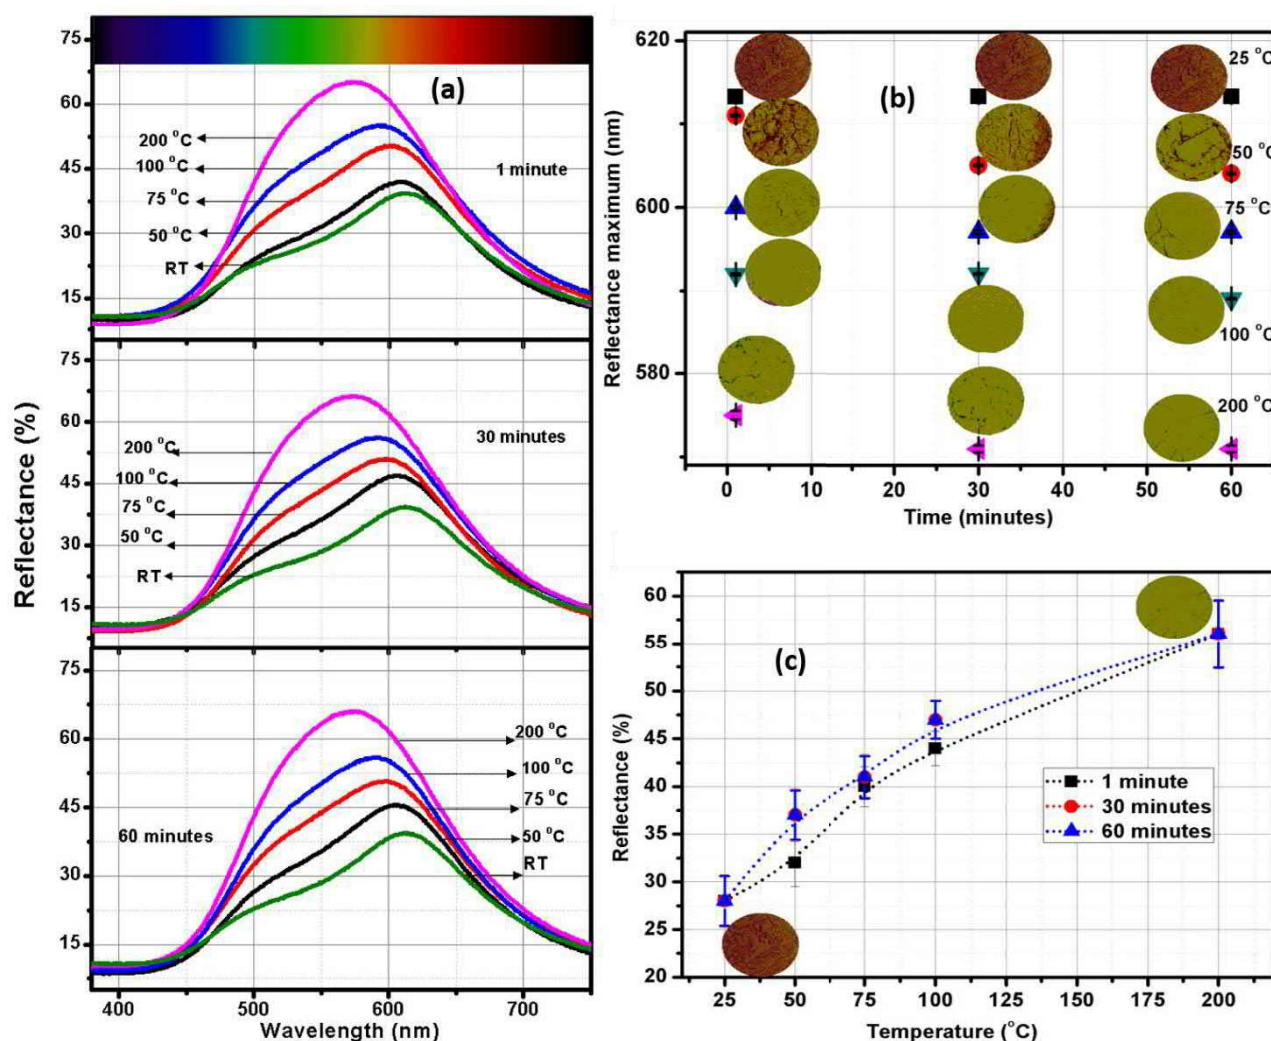 75
60
45
30
15
(a)
200 °C
100 °C
75 °C
50 °C
RT
1 minute
75
60
45
30
15
200 °C
100 °C
75 °C
50 °C
RT
30 minutes
75
60
45
30
15
60 minutes
200 °C
100 °C
75 °C
50 °C
RT
400 500 600 700
Wavelength (nm)
Reflectance (%)
620
600
580
Reflectance maximum (nm)
(b)
25 °C
50 °C
75 °C
100 °C
200 °C
0 10 20 30 40 50 60
Time (minutes)
60
55
50
45
40
35
30
25
20
Reflectance (%)
(c)
1 minute
30 minutes
60 minutes
25 50 75 100 125 150 175 200
Temperature (°C)